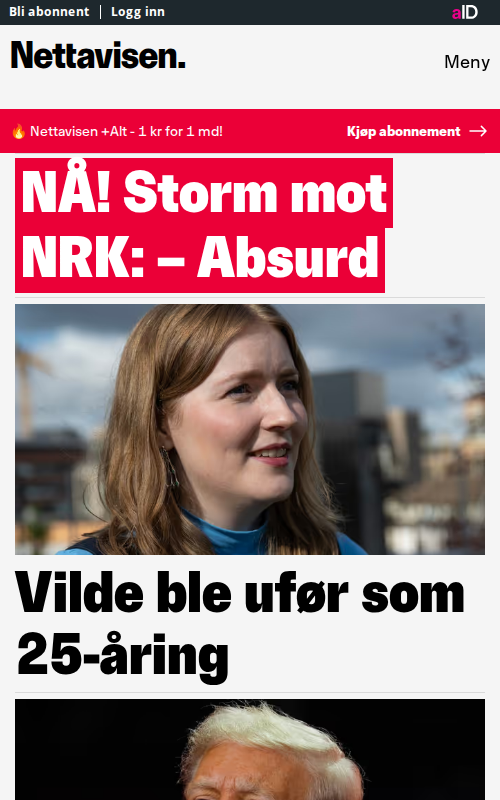 Bli abonnent | Logg inn
aID
Nettavisen.
Meny
🔥 Nettavisen +Alt - 1 kr for 1 md!
Kjøp abonnement →
NÅ! Storm mot
NRK: – Absurd
Vilde ble ufør som
25-åring